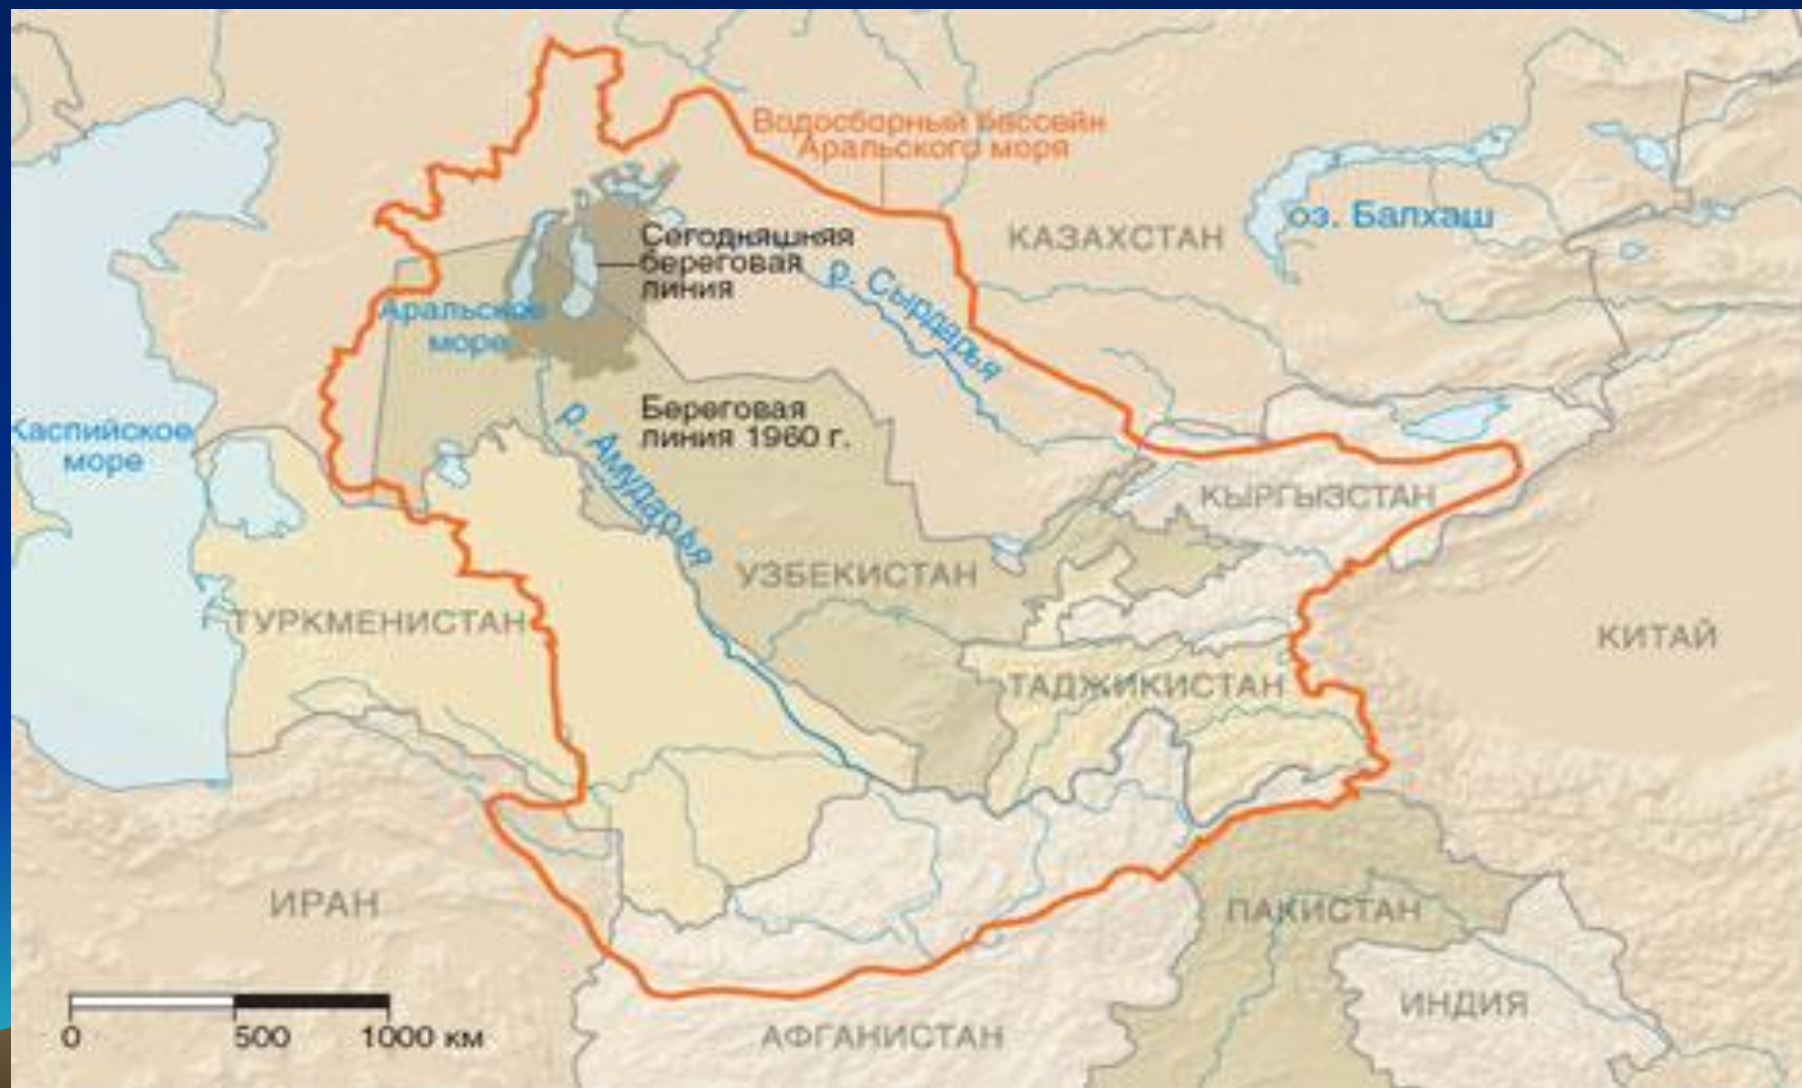 Водосборный бассейн
Аральского моря
оз. Балхаш
КАЗАХСТАН
Сегодняшняя
береговая
линия
р. Сырдарья
Аральское
море
Береговая
линия 1960 г.
р. Амударья
Каспийское
море
КЫРГЫЗСТАН
УЗБЕКИСТАН
ТУРКМЕНИСТАН
КИТАЙ
ТАДЖИКИСТАН
ИРАН
ПАКИСТАН
ИНДИЯ
АФГАНИСТАН
0 500 1000 км